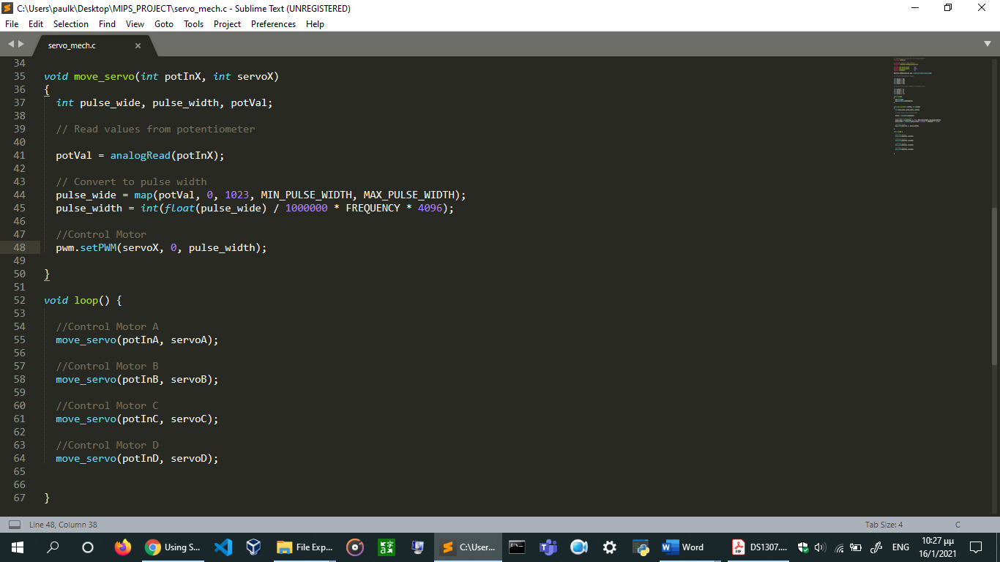 C:\Users\paulk\Desktop\MIPS_PROJECT\servo_mech.c - Sublime Text (UNREGISTERED)
File Edit Selection Find View Goto Tools Project Preferences Help
servo_mech.c
34
35 void move_servo(int potInX, int servoX)
36 {
37 int pulse_wide, pulse_width, potVal;
38
39 // Read values from potentiometer
40
41 potVal = analogRead(potInX);
42
43 // Convert to pulse width
44 pulse_wide = map(potVal, 0, 1023, MIN_PULSE_WIDTH, MAX_PULSE_WIDTH);
45 pulse_width = int(float(pulse_wide) / 1000000 * FREQUENCY * 4096);
46
47 //Control Motor
48 pwm.setPWM(servoX, 0, pulse_width);
49
50 }
51
52 void loop() {
53
54 //Control Motor A
55 move_servo(potInA, servoA);
56
57 //Control Motor B
58 move_servo(potInB, servoB);
59
60 //Control Motor C
61 move_servo(potInC, servoC);
62
63 //Control Motor D
64 move_servo(potInD, servoD);
65
66
67 }
Line 48, Column 38 Tab Size: 4 C
Using S... File Exp... C:\User... Word DS1307.... ENG 10:27 μμ
16/1/2021